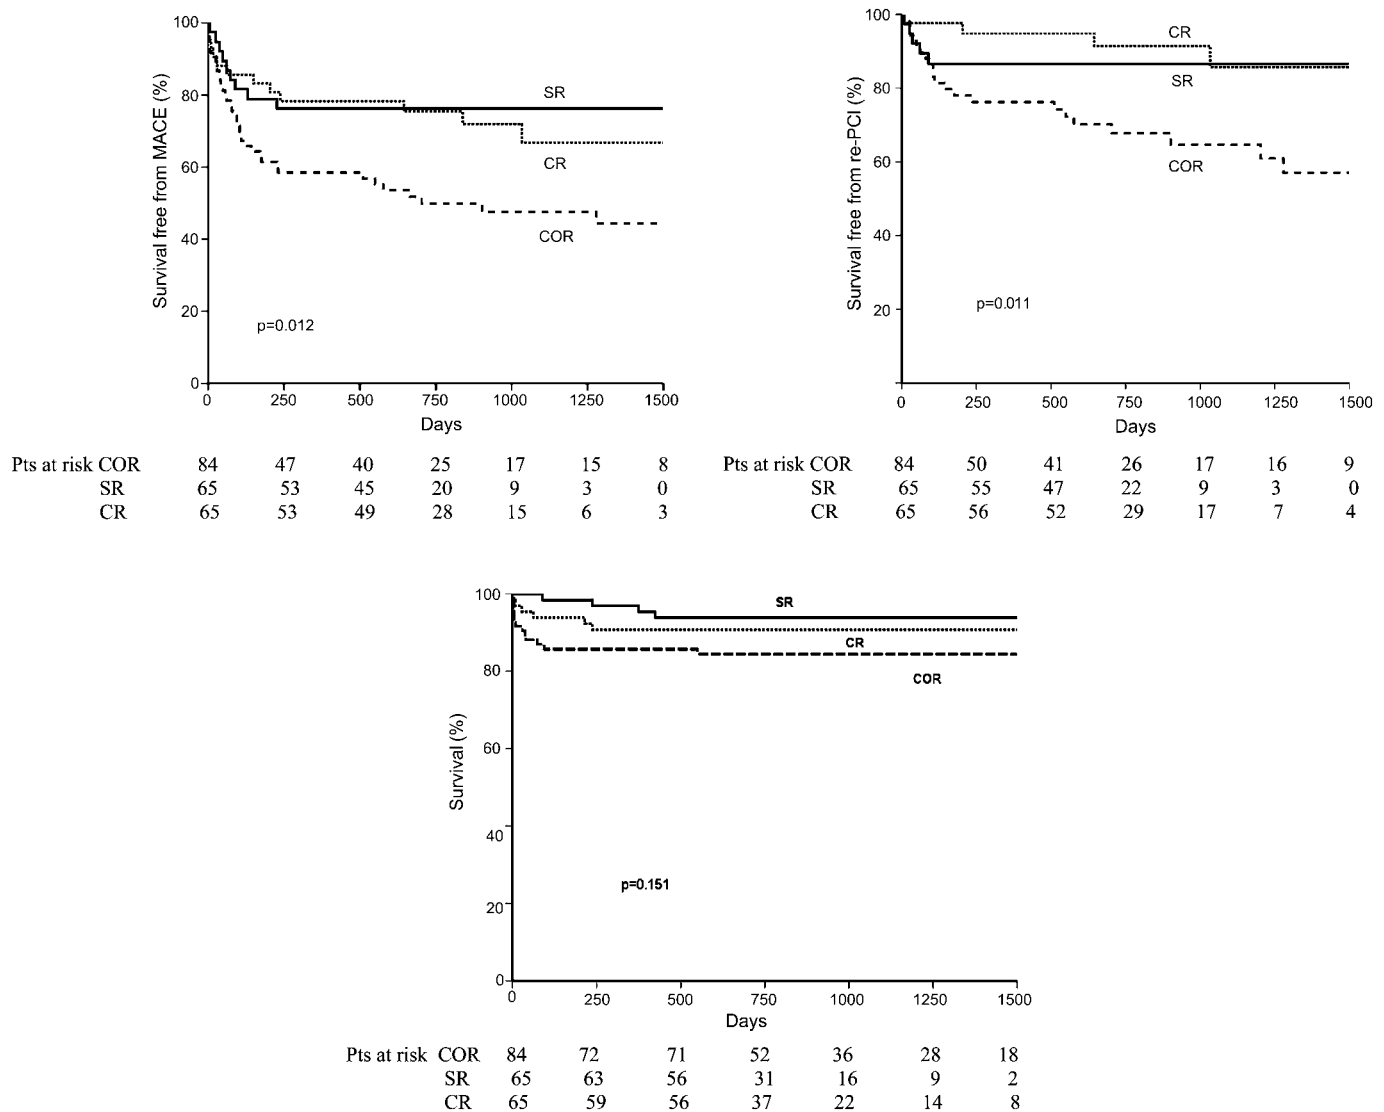 Survival free from MACE (%)
100
80
60
40
20
0
SR
CR
COR
p=0.012
0 250 500 750 1000 1250 1500
Days
Pts at risk COR 84 47 40 25 17 15 8
SR 65 53 45 20 9 3 0
CR 65 53 49 28 15 6 3
Survival free from re-PCI (%)
100
80
60
40
20
CR
SR
COR
p=0.011
0 250 500 750 1000 1250 1500
Days
Pts at risk COR 84 50 41 26 17 16 9
SR 65 55 47 22 9 3 0
CR 65 56 52 29 17 7 4
Survival (%)
100
80
60
40
20
0
SR
CR
COR
p=0.151
0 250 500 750 1000 1250 1500
Days
Pts at risk COR 84 72 71 52 36 28 18
SR 65 63 56 31 16 9 2
CR 65 59 56 37 22 14 8